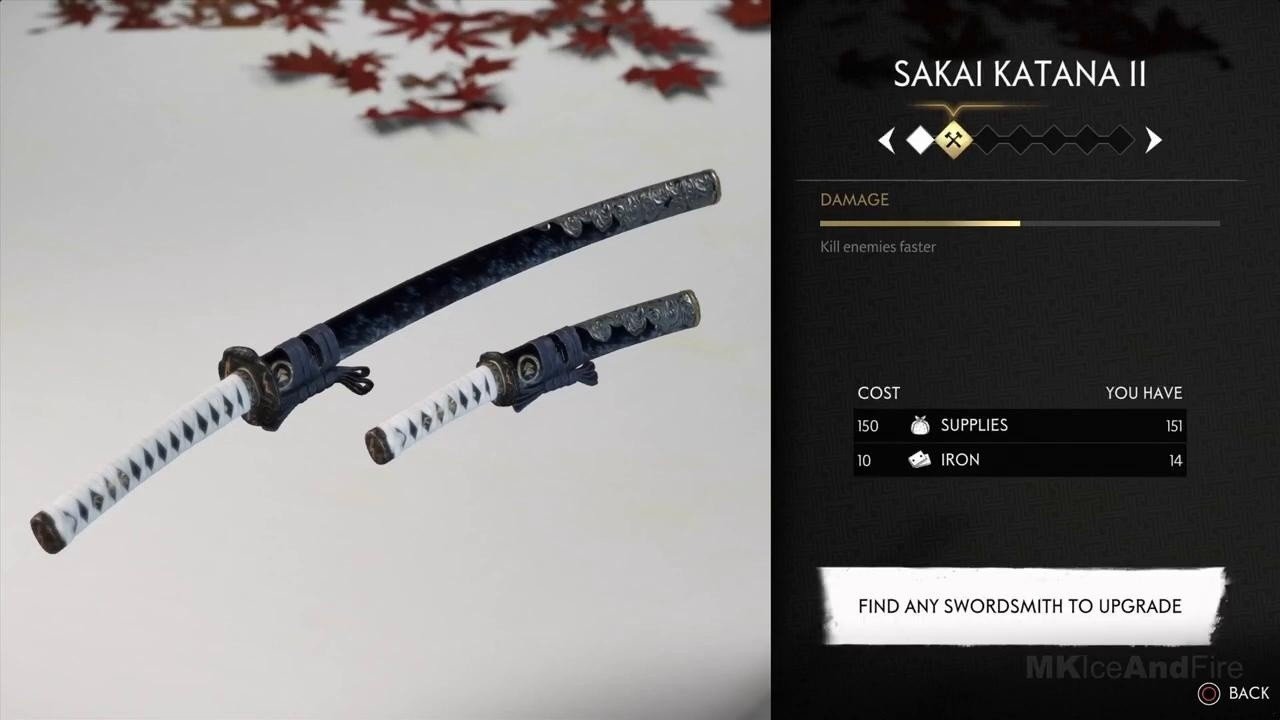 SAKAI KATANA II
DAMAGE
Kill enemies faster
COST YOU HAVE
150 SUPPLIES 151
10 IRON 14
FIND ANY SWORDSMITH TO UPGRADE
MKIceAndFire
BACK